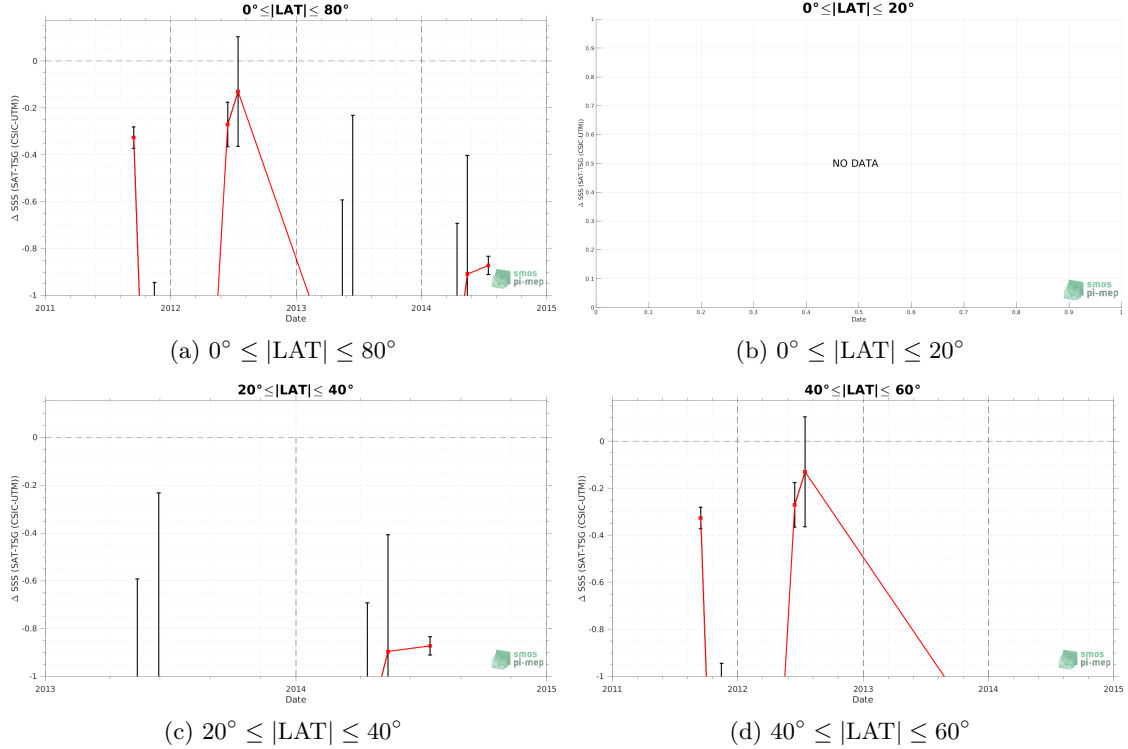 0°≤|LAT|≤ 80°
Δ SSS (SAT-TSG (CSIC-UTM))
0
-0.2
-0.4
-0.6
-0.8
-1
2011 2012 2013 2014 2015
Date
smos
pi-mep
(a) 0° ≤ |LAT| ≤ 80°
0°≤|LAT|≤ 20°
Δ SSS (SAT-TSG (CSIC-UTM))
1
0.9
0.8
0.7
0.6
0.5
0.4
0.3
0.2
0.1
0
NO DATA
0 0.1 0.2 0.3 0.4 0.5 0.6 0.7 0.8 0.9 1
Date
smos
pi-mep
(b) 0° ≤ |LAT| ≤ 20°
20°≤|LAT|≤ 40°
Δ SSS (SAT-TSG (CSIC-UTM))
0
-0.2
-0.4
-0.6
-0.8
-1
2013 2014 2015
Date
smos
pi-mep
(c) 20° ≤ |LAT| ≤ 40°
40°≤|LAT|≤ 60°
Δ SSS (SAT-TSG (CSIC-UTM))
0
-0.2
-0.4
-0.6
-0.8
-1
2011 2012 2013 2014 2015
Date
smos
pi-mep
(d) 40° ≤ |LAT| ≤ 60°